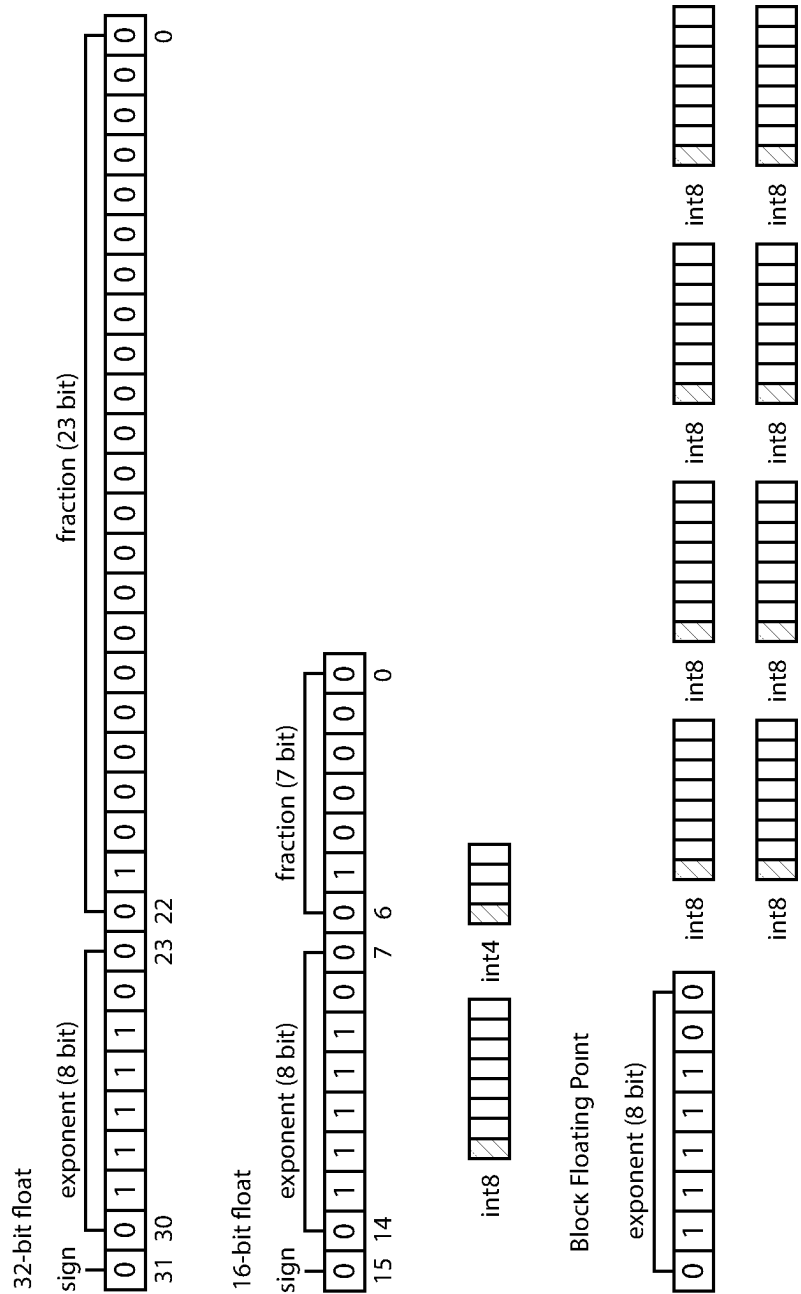 32-bit float
sign exponent (8 bit) fraction (23 bit)
0 0 1 1 1 1 1 0 0 0 1 0 0 0 0 0 0 0 0 0 0 0 0 0 0 0 0 0 0 0 0 0
31 30 23 22 0
16-bit float
sign exponent (8 bit) fraction (7 bit)
0 0 1 1 1 1 1 0 0 0 1 0 0 0 0 0
15 14 7 6 0
int8 int4
Block Floating Point
exponent (8 bit)
0 1 1 1 1 1 0 0 int8 int8 int8 int8
int8 int8 int8 int8